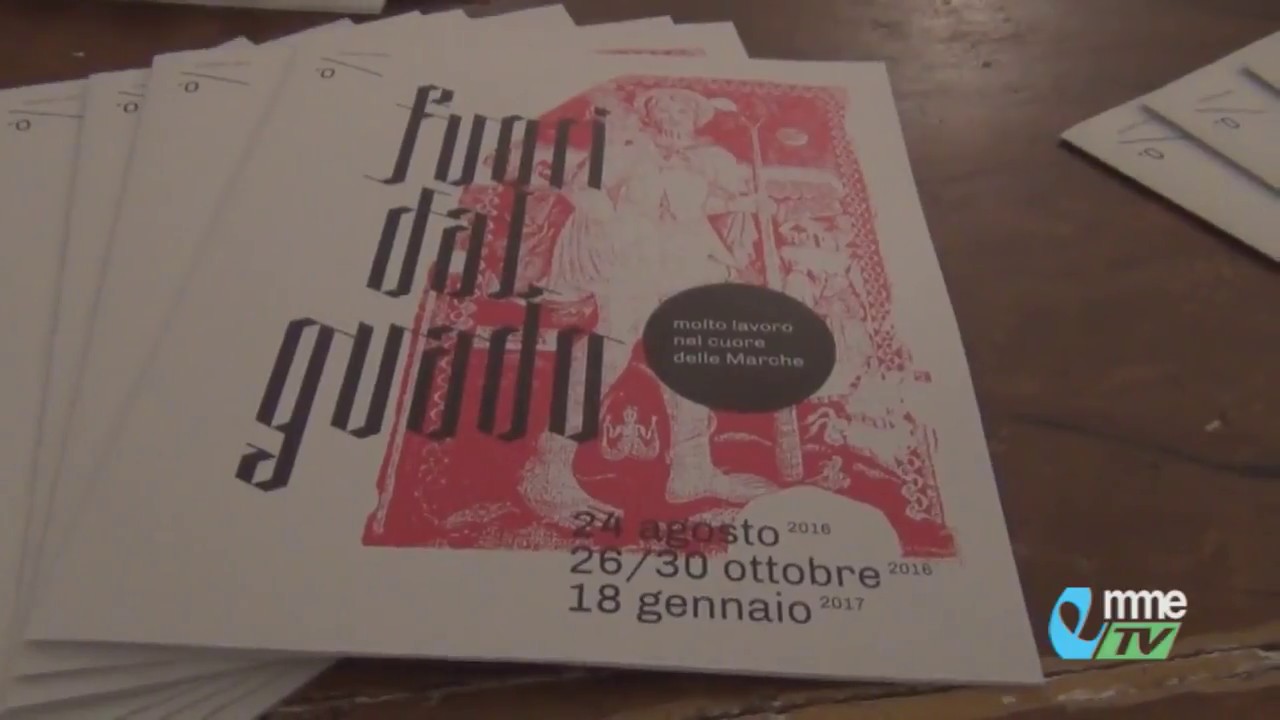 fuori
dal
guado
molto lavoro
nel cuore
delle Marche
24 agosto 2016
26/30 ottobre 2016
18 gennaio 2017
emme
TV